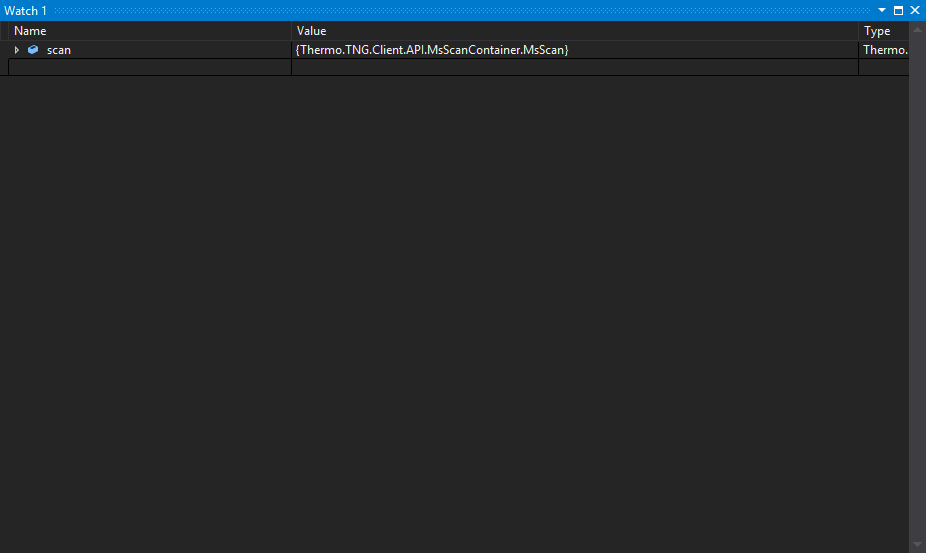 Watch 1
Name Value Type
scan {Thermo.TNG.Client.API.MsScanContainer.MsScan} Thermo.